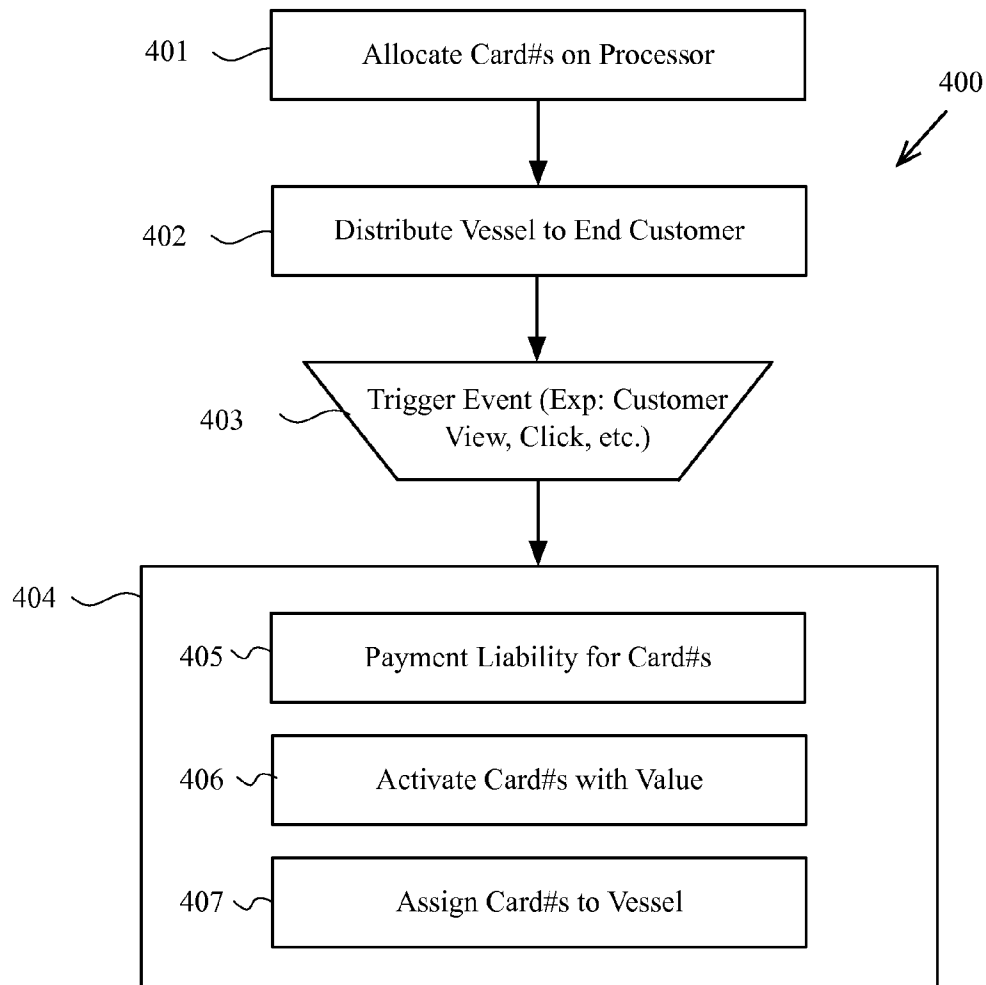 401
Allocate Card#s on Processor
400
402
Distribute Vessel to End Customer
403
Trigger Event (Exp: Customer
View, Click, etc.)
404
405
Payment Liability for Card#s
406
Activate Card#s with Value
407
Assign Card#s to Vessel